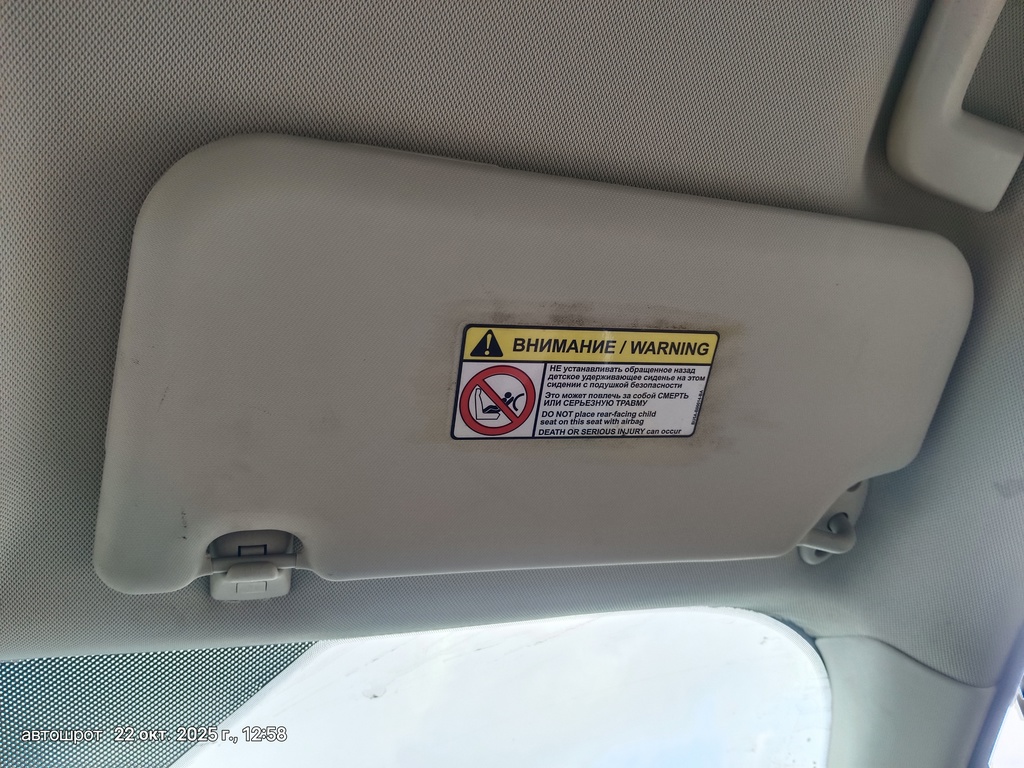 ВНИМАНИЕ / WARNING
НЕ устанавливать обращенное назад
детское удерживающее сиденье на этом
сидении с подушкой безопасности
Это может повлечь за собой СМЕРТЬ
ИЛИ СЕРЬЕЗНУЮ ТРАВМУ
DO NOT place rear-facing child
seat on this seat with airbag
DEATH OR SERIOUS INJURY can occur
автошрот 22 окт. 2025 г., 12:58